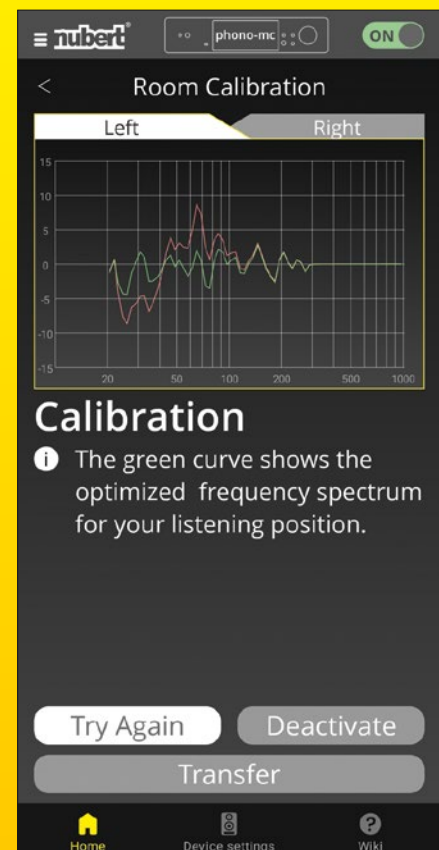 nubert®
phono-mc
ON
< Room Calibration
Left Right
15
10
5
0
-5
-10
-15
20 50 100 200 500 1000
Calibration
i The green curve shows the
optimized frequency spectrum
for your listening position.
Try Again Deactivate
Transfer
? 
Home Device settings Wiki